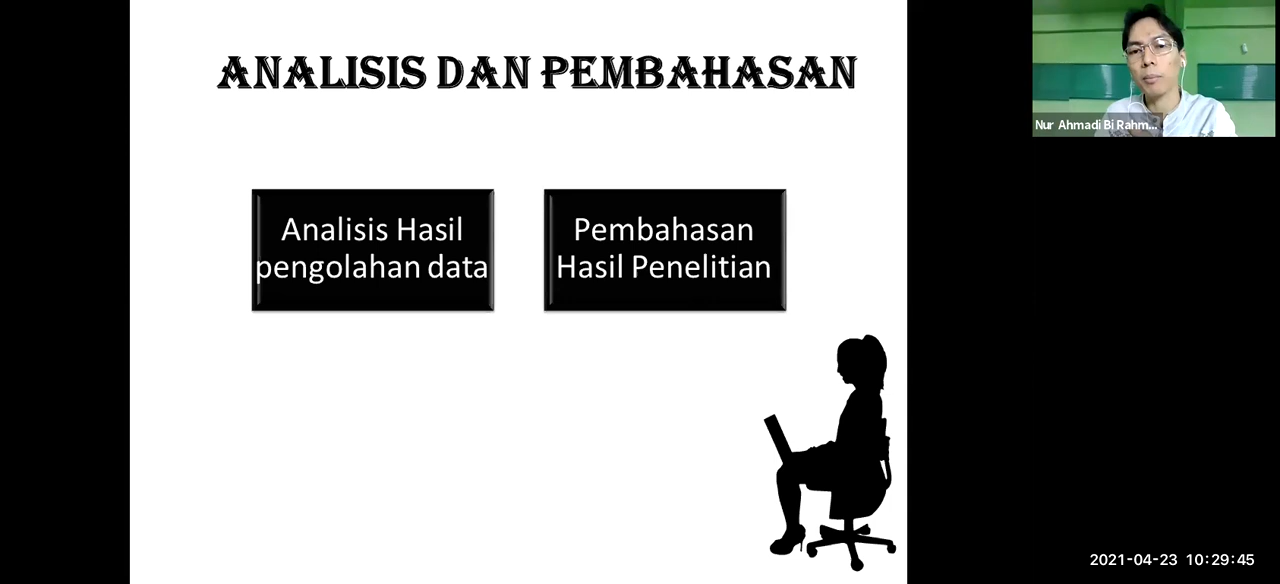 ANALISIS DAN PEMBAHASAN
Analisis Hasil
pengolahan data
Pembahasan
Hasil Penelitian
Nur Ahmadi Bi Rahm...
2021-04-23 10:29:45